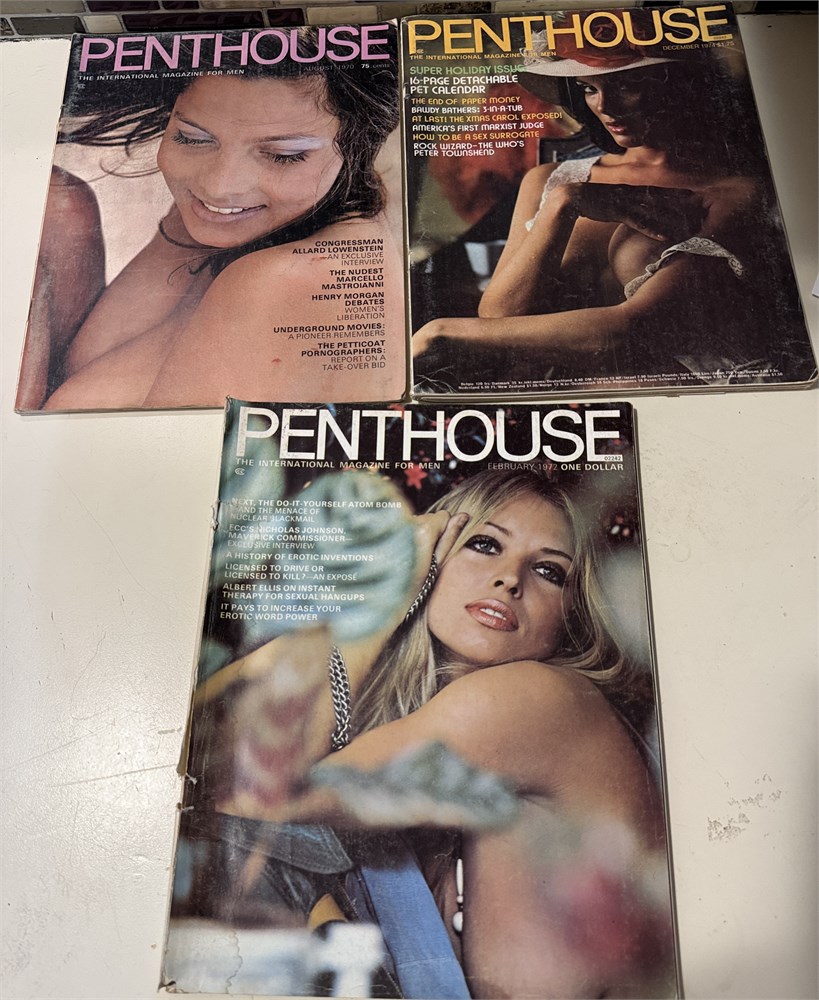 PENTHOUSE
THE INTERNATIONAL MAGAZINE FOR MEN
AUGUST 1970 75 cents
CONGRESSMAN
ALLARD LOWENSTEIN
—AN EXCLUSIVE
INTERVIEW
THE NUDEST
MARCELLO
MASTROIANNI
HENRY MORGAN
DEBATES
WOMEN'S
LIBERATION
UNDERGROUND MOVIES:
A PIONEER REMEMBERS
THE PETTICOAT
PORNOGRAPHERS:
REPORT ON A
TAKE-OVER BID
PENTHOUSE
THE INTERNATIONAL MAGAZINE FOR MEN
DECEMBER $1.75
SUPER HOLIDAY ISSUE
16-PAGE DETACHABLE
PET CALENDAR
THE END OF PAPER MONEY
BAWDY BATHERS: 3-IN-A-TUB
AT LAST! THE XMAS CAROL EXPOSED!
AMERICA'S FIRST MARXIST JUDGE
HOW TO BE A SEX SURROGATE
ROCK WIZARD—THE WHO'S
PETER TOWNSHEND
PENTHOUSE
02242
THE INTERNATIONAL MAGAZINE FOR MEN
FEBRUARY 1972 ONE DOLLAR
NEXT, THE DO-IT-YOURSELF ATOM BOMB
—AND THE MENACE OF
NUCLEAR BLACKMAIL
FCC'S NICHOLAS JOHNSON,
MAVERICK COMMISSIONER—
EXCLUSIVE INTERVIEW
A HISTORY OF EROTIC INVENTIONS
LICENSED TO DRIVE OR
LICENSED TO KILL?—AN EXPOSÉ
ALBERT ELLIS ON INSTANT
THERAPY FOR SEXUAL HANGUPS
IT PAYS TO INCREASE YOUR
EROTIC WORD POWER